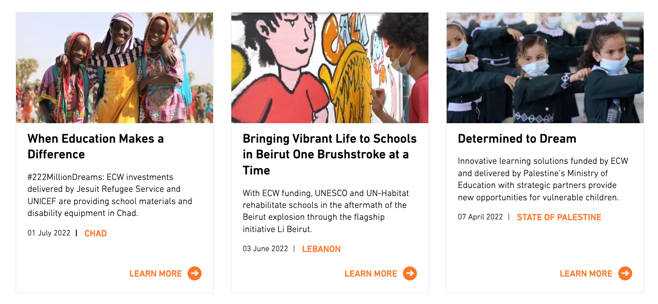 When Education Makes a
Difference
#222MillionDreams: ECW investments
delivered by Jesuit Refugee Service and
UNICEF are providing school materials and
disability equipment in Chad.
01 July 2022 | CHAD
LEARN MORE
Bringing Vibrant Life to Schools
in Beirut One Brushstroke at a
Time
With ECW funding, UNESCO and UN-Habitat
rehabilitate schools in the aftermath of the
Beirut explosion through the flagship
initiative Li Beirut.
03 June 2022 | LEBANON
LEARN MORE
Determined to Dream
Innovative learning solutions funded by ECW
and delivered by Palestine's Ministry of
Education with strategic partners provide
new opportunities for vulnerable children.
07 April 2022 | STATE OF PALESTINE
LEARN MORE